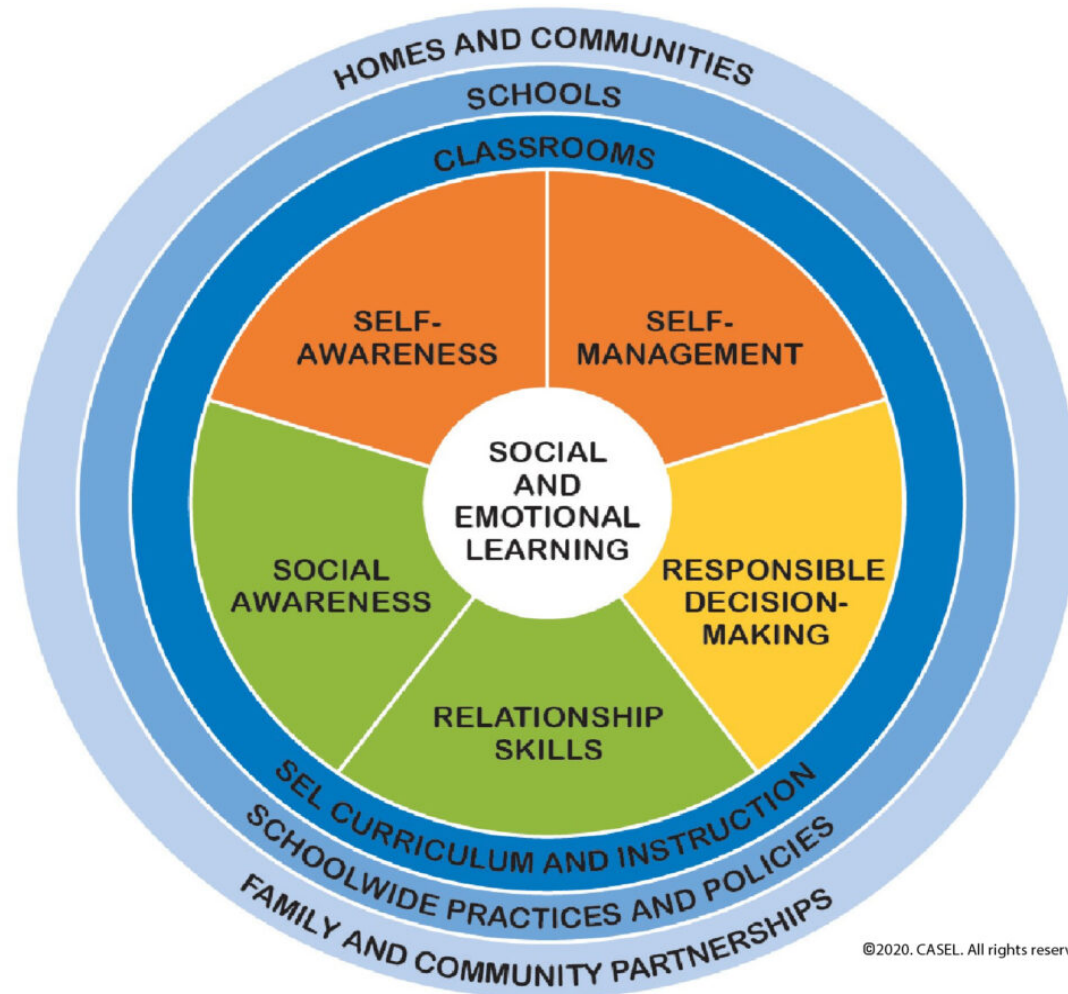 HOMES AND COMMUNITIES
SCHOOLS
CLASSROOMS
SELF-
AWARENESS
SELF-
MANAGEMENT
SOCIAL
AND
EMOTIONAL
LEARNING
SOCIAL
AWARENESS
RESPONSIBLE
DECISION-
MAKING
RELATIONSHIP
SKILLS
SEL CURRICULUM AND INSTRUCTION
SCHOOLWIDE PRACTICES AND POLICIES
FAMILY AND COMMUNITY PARTNERSHIPS
©2020. CASEL. All rights reserv